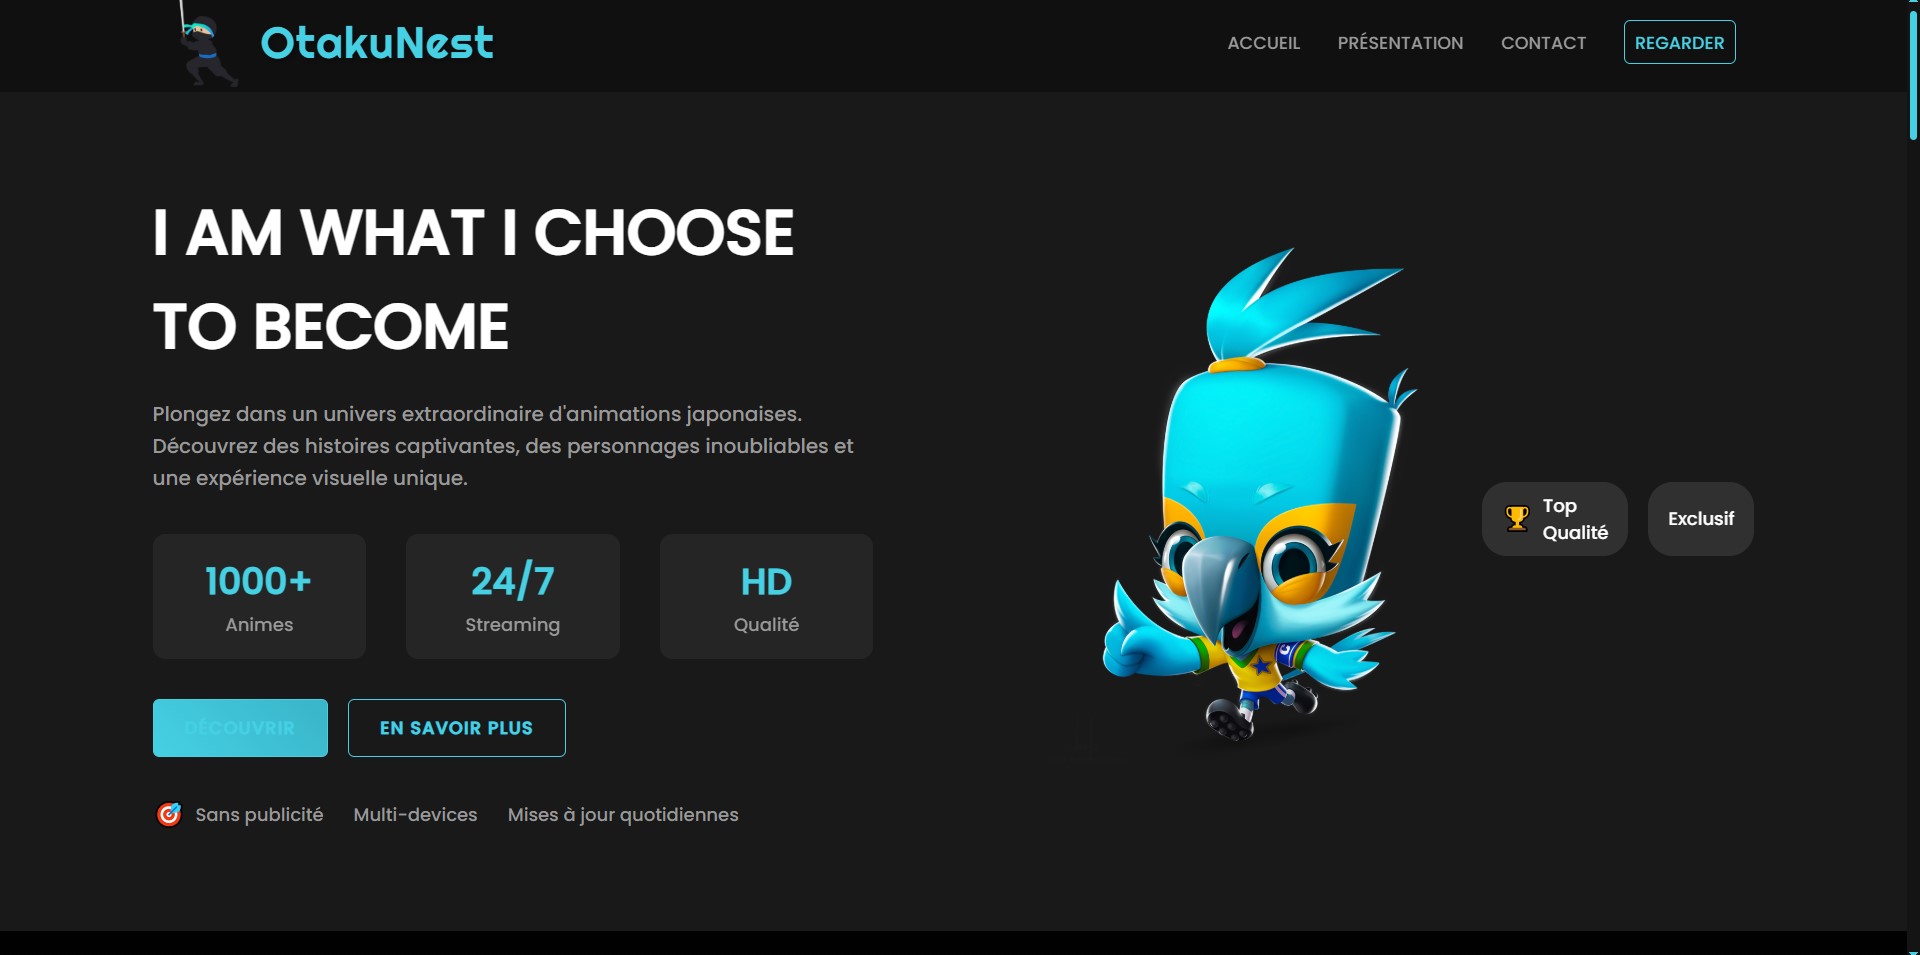 OtakuNest
ACCUEIL
PRÉSENTATION
CONTACT
REGARDER
I AM WHAT I CHOOSE
TO BECOME
Plongez dans un univers extraordinaire d'animations japonaises.
Découvrez des histoires captivantes, des personnages inoubliables et
une expérience visuelle unique.
1000+
Animes
24/7
Streaming
HD
Qualité
DÉCOUVRIR
EN SAVOIR PLUS
Sans publicité
Multi-devices
Mises à jour quotidiennes
Top
Qualité
Exclusif